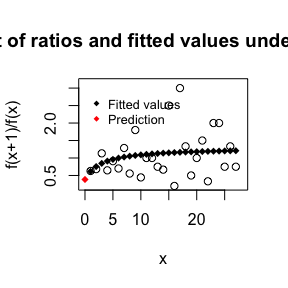 t of ratios and fitted values unde
f(x+1)/f(x)
2.0
0.5
Fitted values
Prediction
0 5 10 20
x